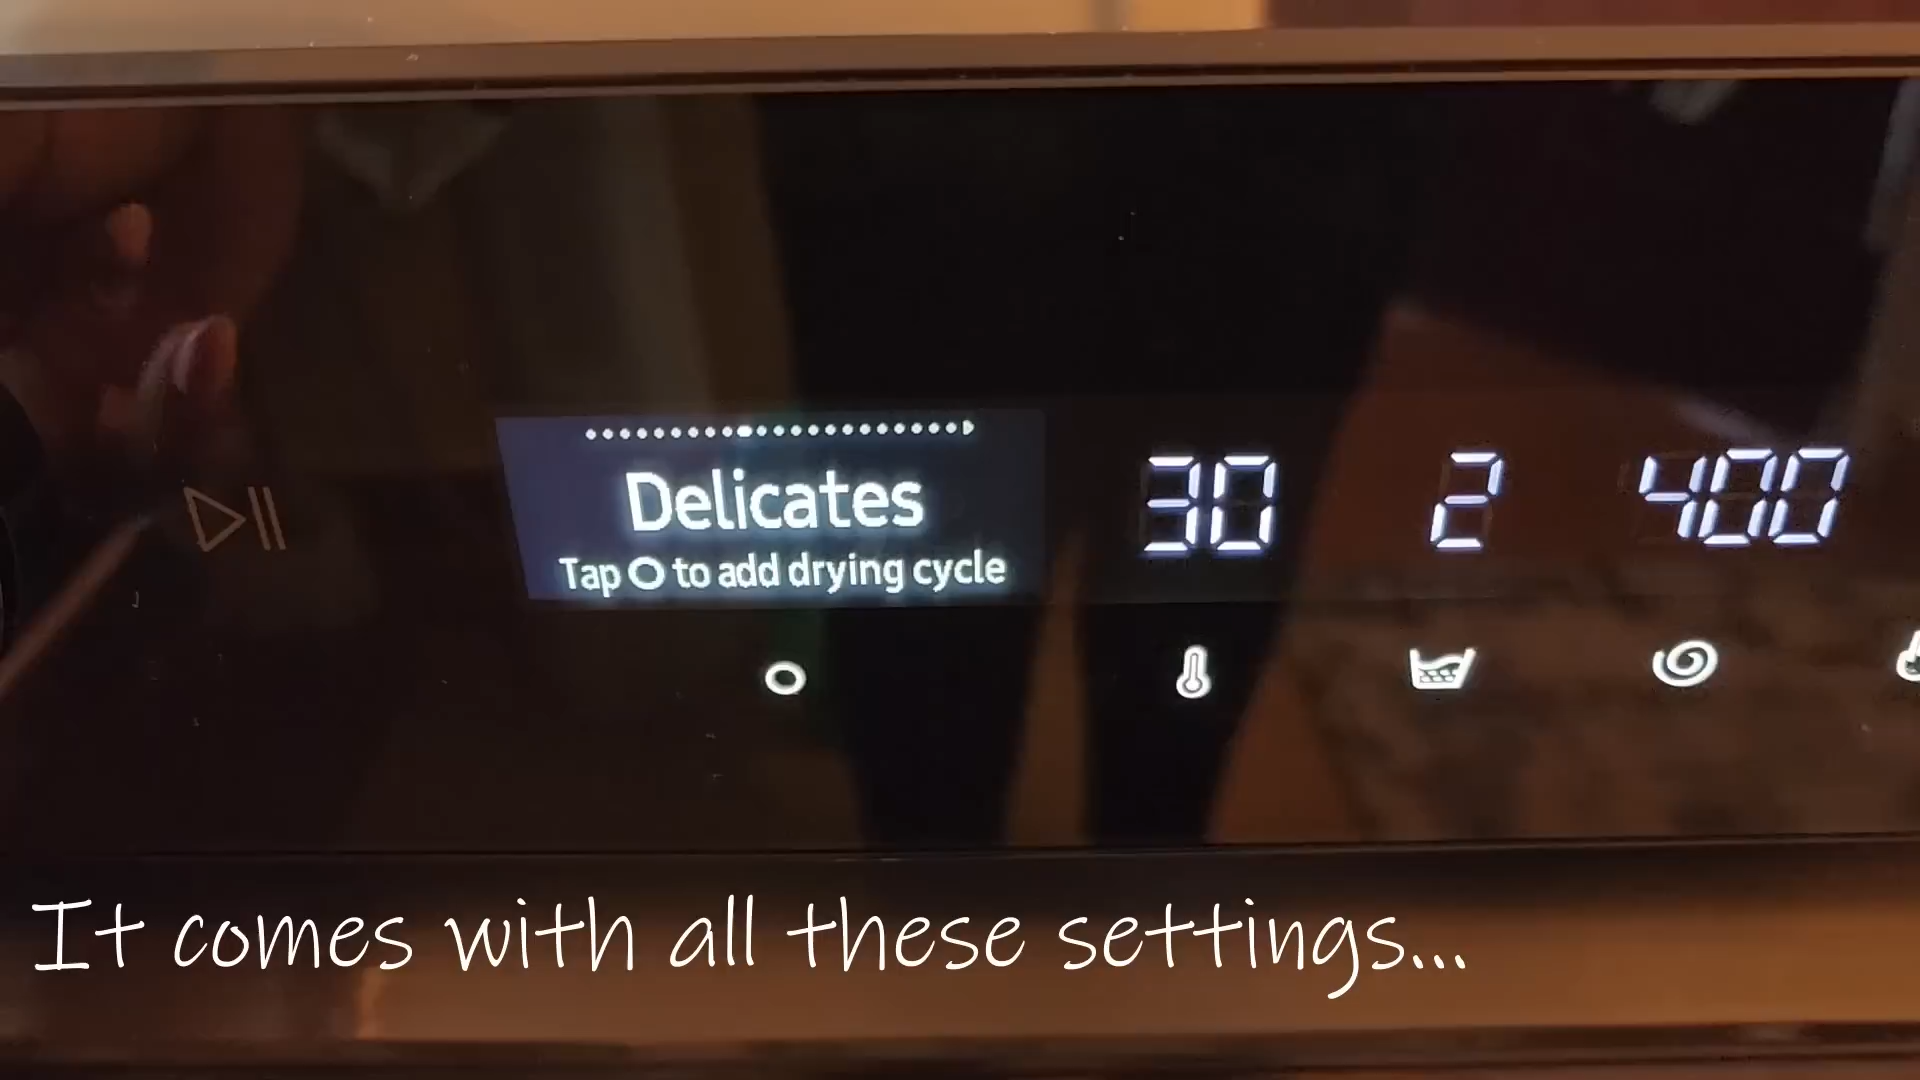 Delicates
Tap O to add drying cycle
30 2 400
It comes with all these settings...